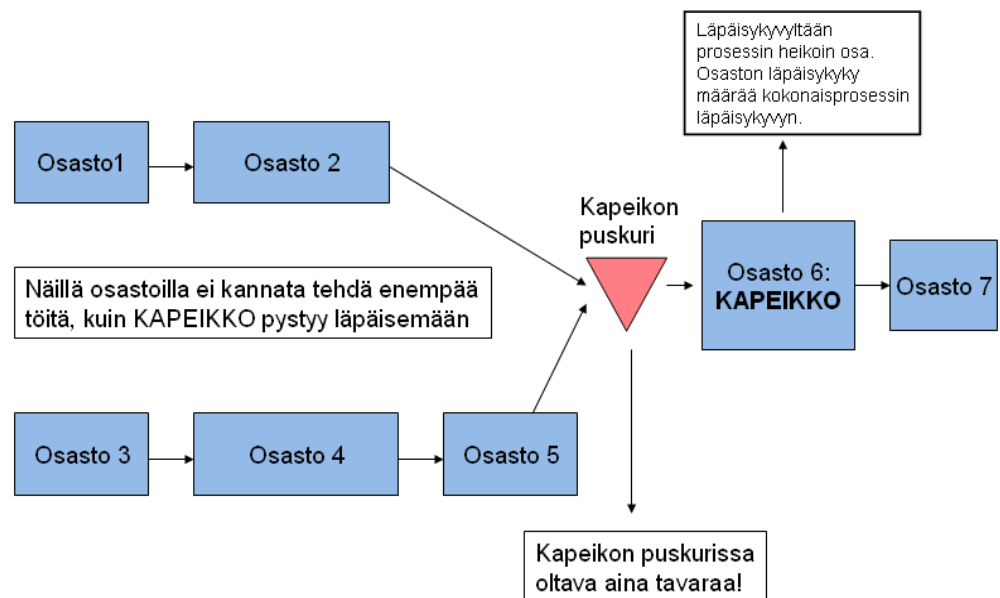 Läpäisykyvyltään
prosessin heikoin osa.
Osaston läpäisykyky
määrää kokonaisprosessin
läpäisykyvyn.
Osasto1
Osasto 2
Kapeikon
puskuri
Osasto 6:
KAPEIKKO
Osasto 7
Näillä osastoilla ei kannata tehdä enempää
töitä, kuin KAPEIKKO pystyy läpäisemään
Osasto 3
Osasto 4
Osasto 5
Kapeikon puskurissa
oltava aina tavaraa!